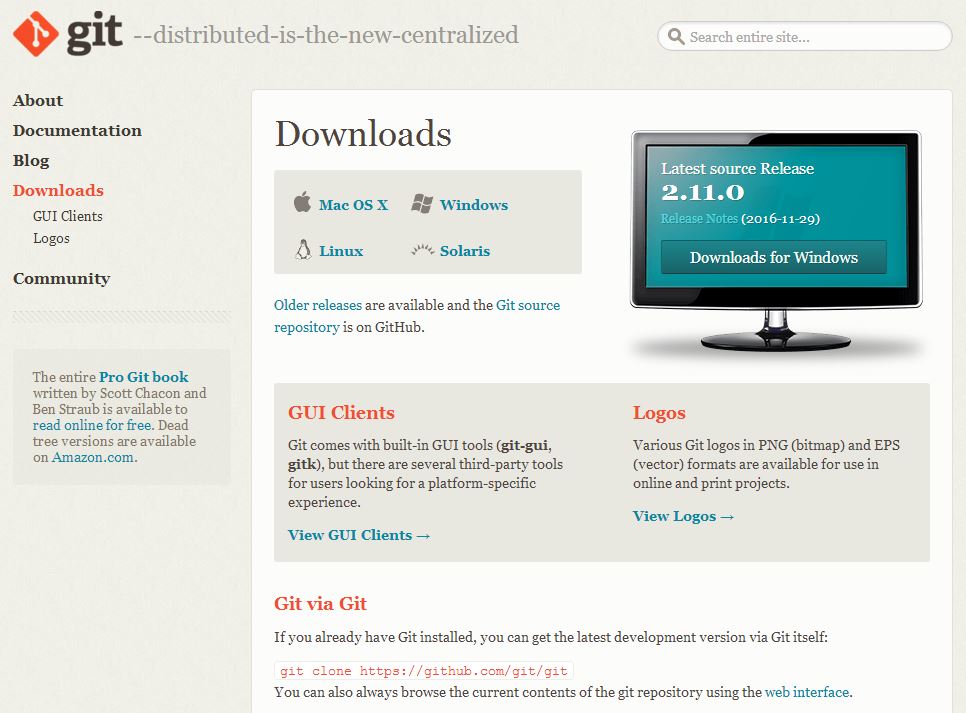 git --distributed-is-the-new-centralized
Search entire site...
About
Documentation
Blog
Downloads
GUI Clients
Logos
Community
The entire Pro Git book
written by Scott Chacon and
Ben Straub is available to
read online for free. Dead
tree versions are available
on Amazon.com.
Downloads
Mac OS X Windows
Linux Solaris
Older releases are available and the Git source
repository is on GitHub.
Latest source Release
2.11.0
Release Notes (2016-11-29)
Downloads for Windows
GUI Clients
Git comes with built-in GUI tools (git-gui,
gitk), but there are several third-party tools
for users looking for a platform-specific
experience.
View GUI Clients →
Logos
Various Git logos in PNG (bitmap) and EPS
(vector) formats are available for use in
online and print projects.
View Logos →
Git via Git
If you already have Git installed, you can get the latest development version via Git itself:
git clone https://github.com/git/git
You can also always browse the current contents of the git repository using the web interface.